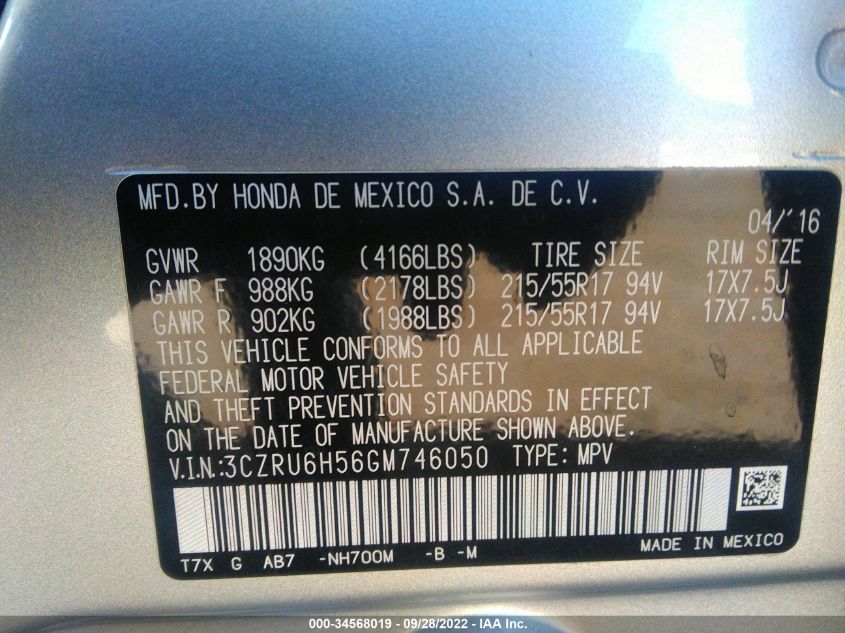 MFD.BY HONDA DE MEXICO S.A. DE C.V.
04/'16
GVWR 1890KG (4166LBS) TIRE SIZE RIM SIZE
GAWR F 988KG (2178LBS) 215/55R17 94V 17X7.5J
GAWR R 902KG (1988LBS) 215/55R17 94V 17X7.5J
THIS VEHICLE CONFORMS TO ALL APPLICABLE
FEDERAL MOTOR VEHICLE SAFETY
AND THEFT PREVENTION STANDARDS IN EFFECT
ON THE DATE OF MANUFACTURE SHOWN ABOVE.
V.I.N.:3CZRU6H56GM746050 TYPE: MPV
T7X G AB7 -NH700M -B -M MADE IN MEXICO
000-34568019 / 09/28/2022 - IAA Inc.